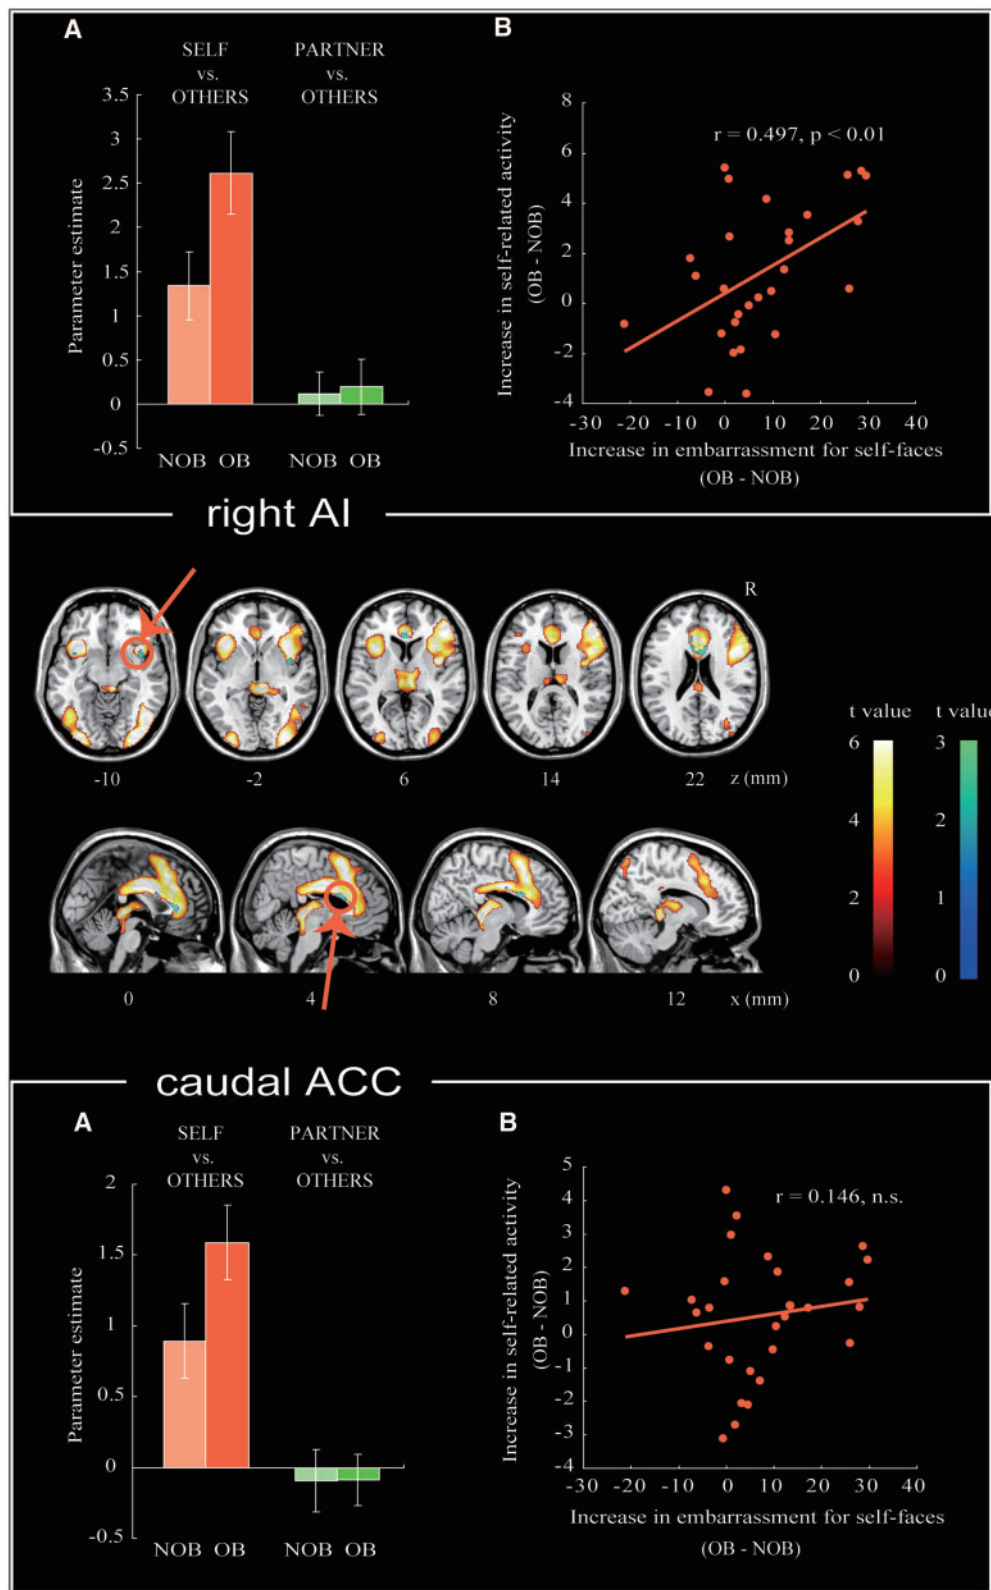 A
SELF
vs.
OTHERS
PARTNER
vs.
OTHERS
3.5
3
2.5
2
1.5
1
0.5
0
-0.5
Parameter estimate
NOB OB
NOB OB
B
8
6
4
2
0
-2
-4
Increase in self-related activity
(OB - NOB)
r = 0.497, p < 0.01
-30 -20 -10 0 10 20 30 40
Increase in embarrassment for self-faces
(OB - NOB)
right AI
R
-10 -2 6 14 22 z (mm)
0 4 8 12 x (mm)
t value
6
4
2
0
t value
3
2
1
0
caudal ACC
A
SELF
vs.
OTHERS
PARTNER
vs.
OTHERS
2
1.5
1
0.5
0
-0.5
Parameter estimate
NOB OB
NOB OB
B
5
4
3
2
1
0
-1
-2
-3
-4
Increase in self-related activity
(OB - NOB)
r = 0.146, n.s.
-30 -20 -10 0 10 20 30 40
Increase in embarrassment for self-faces
(OB - NOB)